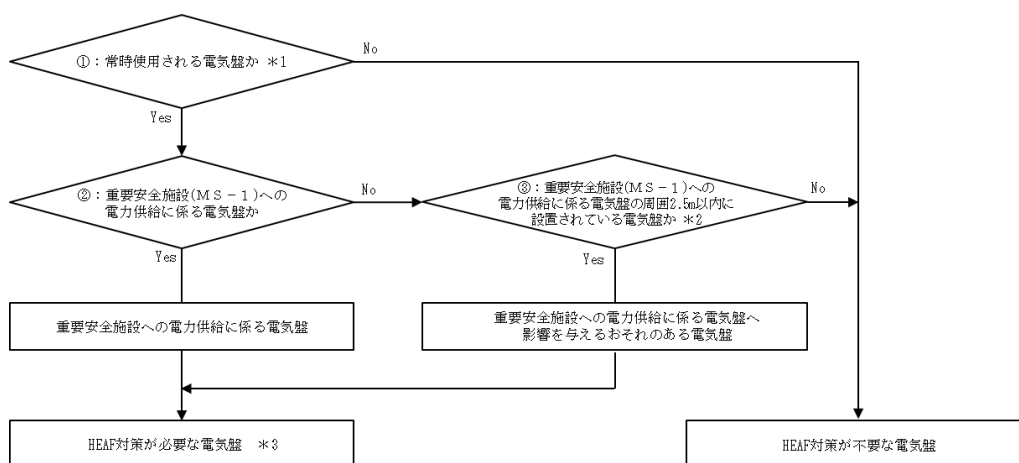 ①：常時使用される電気盤か ＊1
No
Yes
②：重要安全施設(ＭＳ－１)への
電力供給に係る電気盤か
No
Yes
③：重要安全施設(ＭＳ－１)への
電力供給に係る電気盤の周囲2.5m以内に
設置されている電気盤か ＊2
No
Yes
重要安全施設への電力供給に係る電気盤
重要安全施設への電力供給に係る電気盤へ
影響を与えるおそれのある電気盤
HEAF対策が必要な電気盤　＊3
HEAF対策が不要な電気盤